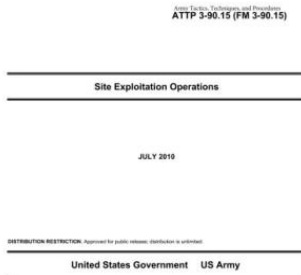 Army Tactics, Techniques, and Procedures
ATTP 3-90.15 (FM 3-90.15)
Site Exploitation Operations
JULY 2010
DISTRIBUTION RESTRICTION: Approved for public release; distribution is unlimited.
United States Government US Army